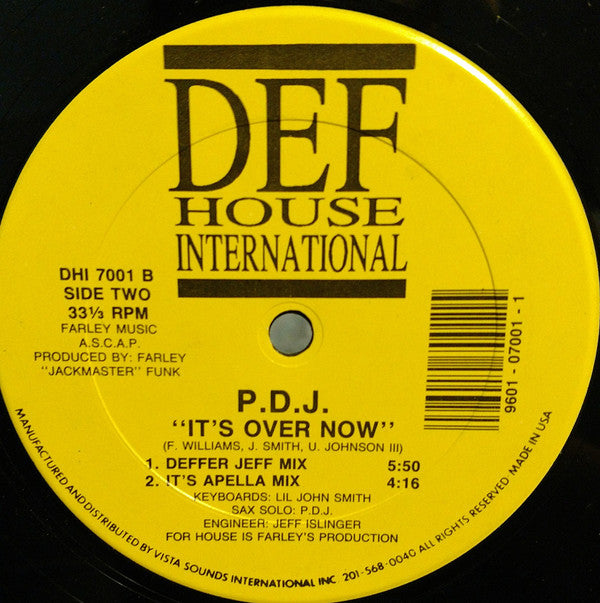 DEF
HOUSE
INTERNATIONAL
DHI 7001 B
SIDE TWO
33⅓ RPM
FARLEY MUSIC
A.S.C.A.P.
PRODUCED BY: FARLEY
"JACKMASTER" FUNK
9601 - 07001 - 1
P.D.J.
"IT'S OVER NOW"
(F. WILLIAMS, J. SMITH, U. JOHNSON III)
1. DEFFER JEFF MIX 5:50
2. IT'S APELLA MIX 4:16
KEYBOARDS: LIL JOHN SMITH
SAX SOLO: P.D.J.
ENGINEER: JEFF ISLINGER
FOR HOUSE IS FARLEY'S PRODUCTION
MANUFACTURED AND DISTRIBUTED BY VISTA SOUNDS INTERNATIONAL INC. 201-568-0040 ALL RIGHTS RESERVED MADE IN USA